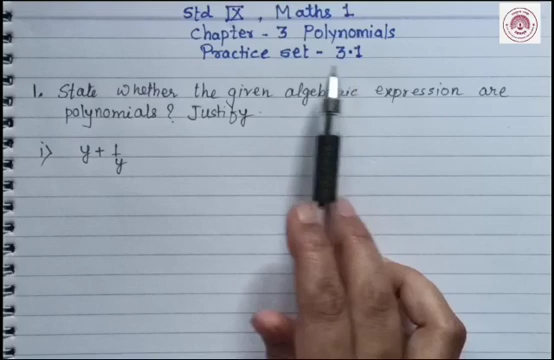 Std IX, Maths 1
Chapter - 3 Polynomials
Practice set - 3.1
1. State whether the given algebraic expression are
polynomials? Justify.
i> y + 1/y